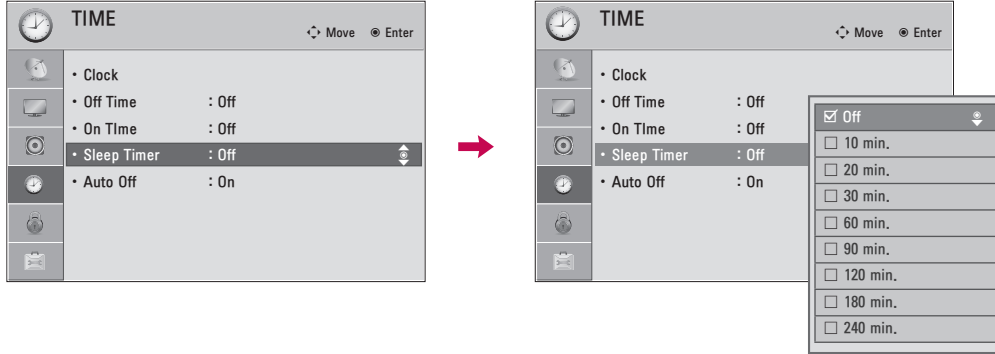 TIME
Move Enter
• Clock
• Off Time : Off
• On TIme : Off
• Sleep Timer : Off
• Auto Off : On
TIME
Move Enter
• Clock
• Off Time : Off
• On TIme : Off
• Sleep Timer : Off
• Auto Off : On
Off
10 min.
20 min.
30 min.
60 min.
90 min.
120 min.
180 min.
240 min.